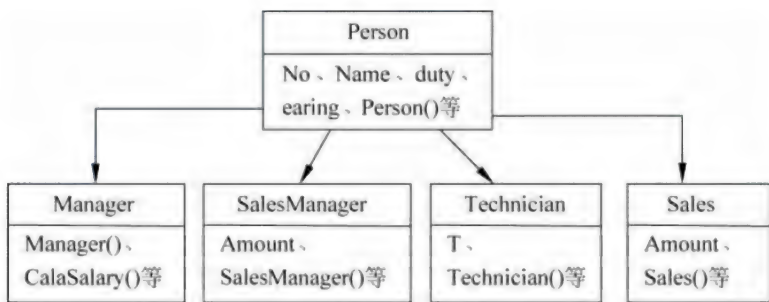 Person
No、Name、duty、
earing、Person()等
Manager
Manager()、
CalaSalary()等
SalesManager
Amount、
SalesManager()等
Technician
T、
Technician()等
Sales
Amount、
Sales()等